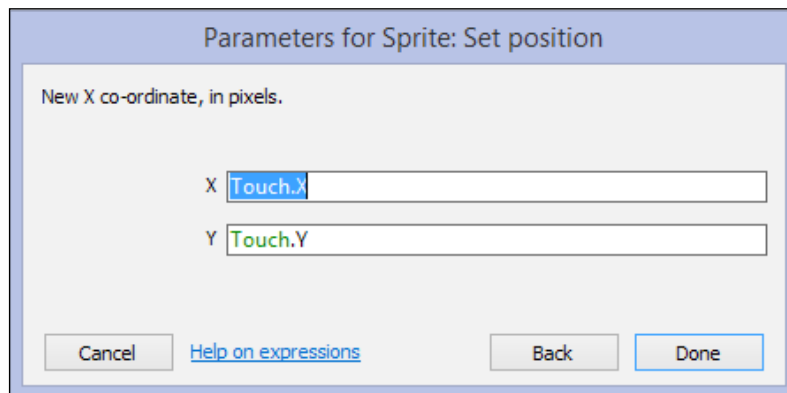 Parameters for Sprite: Set position
New X co-ordinate, in pixels.
X Touch.X
Y Touch.Y
Cancel Help on expressions Back Done